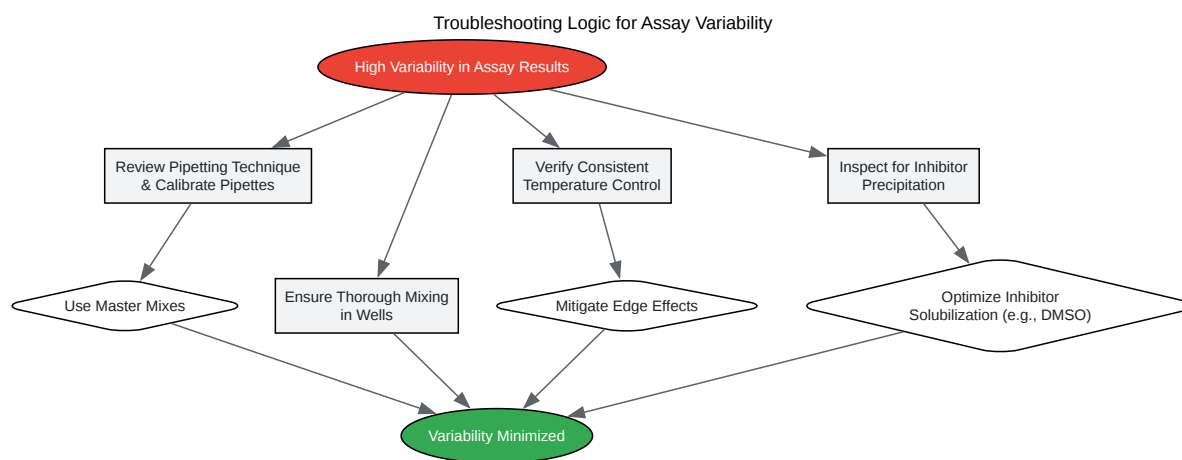 Troubleshooting Logic for Assay Variability
High Variability in Assay Results
Review Pipetting Technique
& Calibrate Pipettes
Verify Consistent
Temperature Control
Inspect for Inhibitor
Precipitation
Use Master Mixes
Ensure Thorough Mixing
in Wells
Mitigate Edge Effects
Optimize Inhibitor
Solubilization (e.g., DMSO)
Variability Minimized